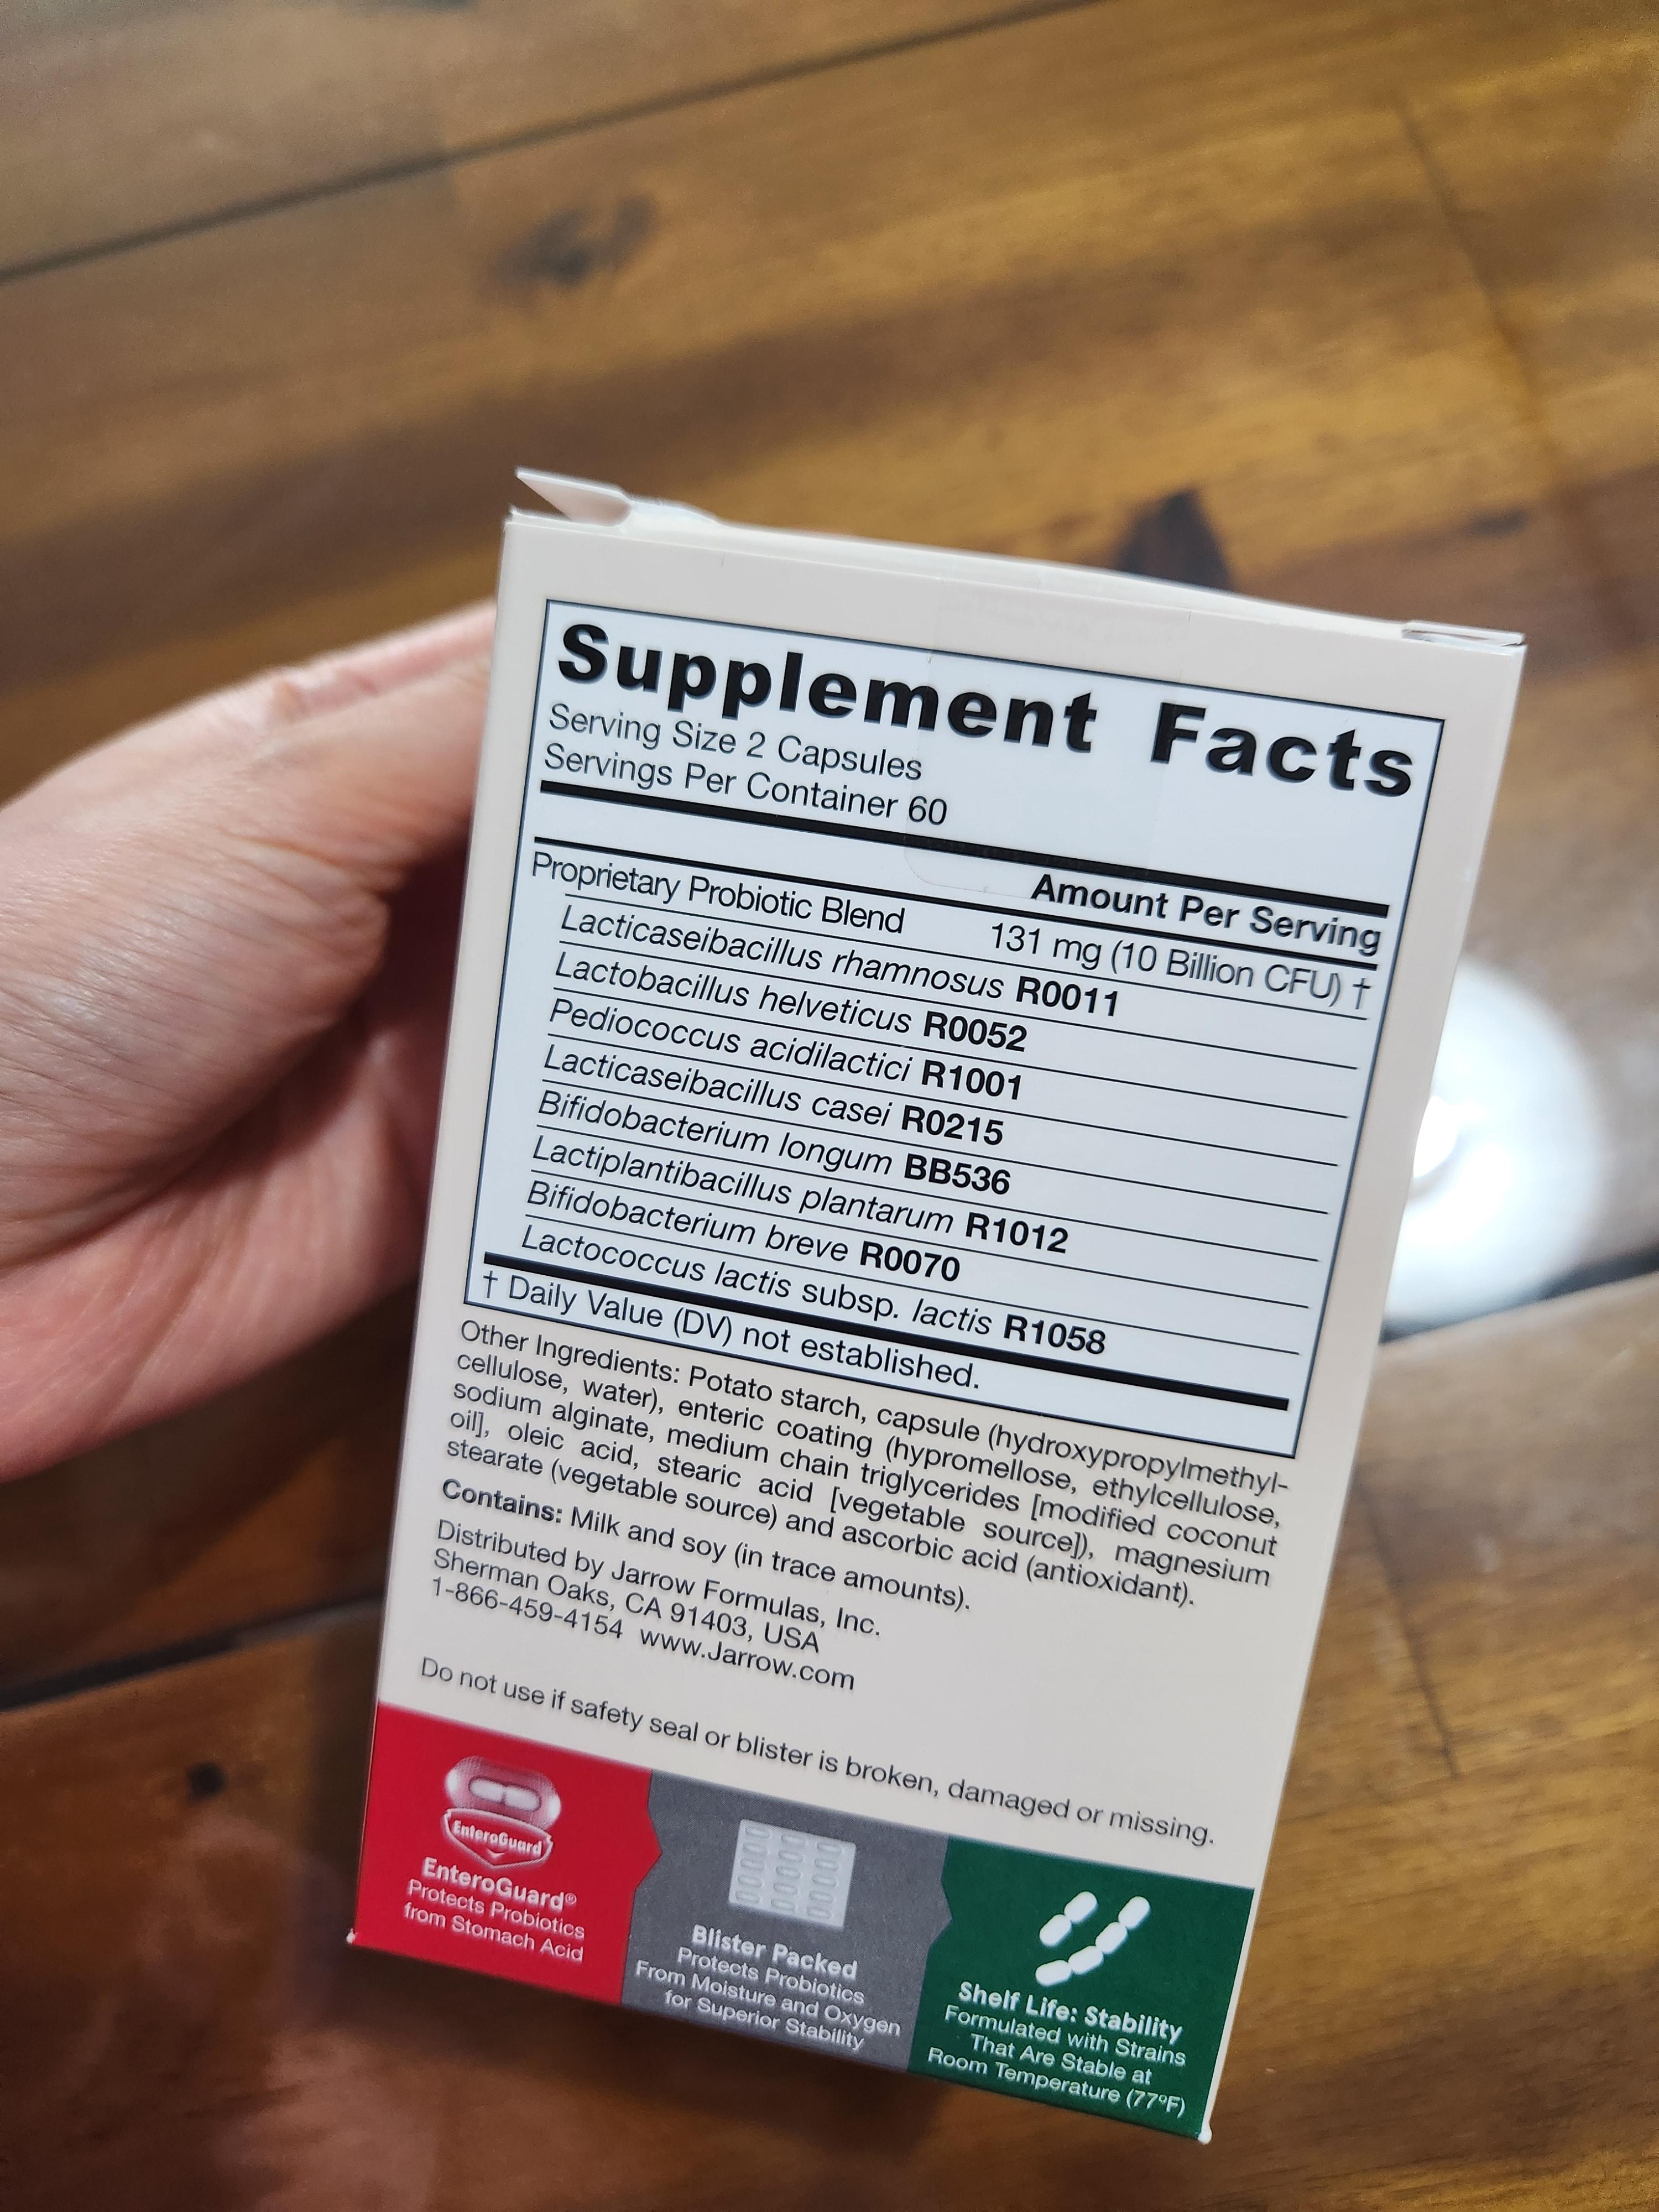 Supplement Facts
Serving Size 2 Capsules
Servings Per Container 60
Amount Per Serving
Proprietary Probiotic Blend 131 mg (10 Billion CFU) †
Lacticaseibacillus rhamnosus R0011
Lactobacillus helveticus R0052
Pediococcus acidilactici R1001
Lacticaseibacillus casei R0215
Bifidobacterium longum BB536
Lactiplantibacillus plantarum R1012
Bifidobacterium breve R0070
Lactococcus lactis subsp. lactis R1058
† Daily Value (DV) not established.
Other Ingredients: Potato starch, capsule (hydroxypropylmethyl-
cellulose, water), enteric coating (hypromellose, ethylcellulose,
sodium alginate, medium chain triglycerides [modified coconut
oil], oleic acid, stearic acid [vegetable source]), magnesium
stearate (vegetable source) and ascorbic acid (antioxidant).
Contains: Milk and soy (in trace amounts).
Distributed by Jarrow Formulas, Inc.
Sherman Oaks, CA 91403, USA
1-866-459-4154 www.Jarrow.com
Do not use if safety seal or blister is broken, damaged or missing.
EnteroGuard
EnteroGuard®
Protects Probiotics
from Stomach Acid
Blister Packed
Protects Probiotics
From Moisture and Oxygen
for Superior Stability
Shelf Life: Stability
Formulated with Strains
That Are Stable at
Room Temperature (77ºF)